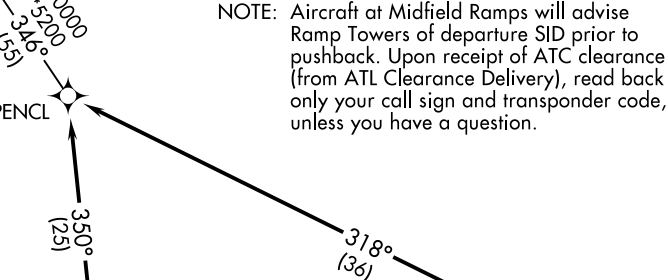 NOTE: Aircraft at Midfield Ramps will advise
Ramp Towers of departure SID prior to
pushback. Upon receipt of ATC clearance
(from ATL Clearance Delivery), read back
only your call sign and transponder code,
unless you have a question.
*5200
346°
(55)
350°
(25)
318°
(36)